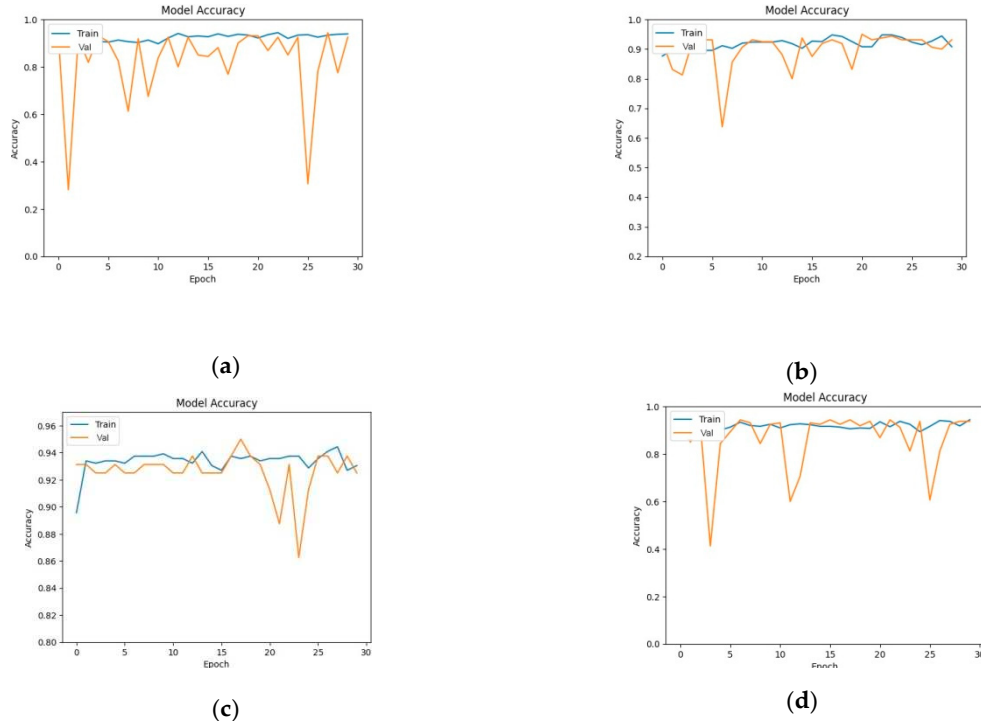 Model Accuracy
1.0
0.8
0.6
0.4
0.2
0.0
Accuracy
Train
Val
0 5 10 15 20 25 30
Epoch
(a)
Model Accuracy
1.0
0.9
0.8
0.7
0.6
0.5
0.4
0.3
0.2
Accuracy
Train
Val
0 5 10 15 20 25 30
Epoch
(b)
Model Accuracy
0.96
0.94
0.92
0.90
0.88
0.86
0.84
0.82
0.80
Accuracy
Train
Val
0 5 10 15 20 25 30
Epoch
(c)
Model Accuracy
1.0
0.8
0.6
0.4
0.2
0.0
Accuracy
Train
Val
0 5 10 15 20 25 30
Epoch
(d)